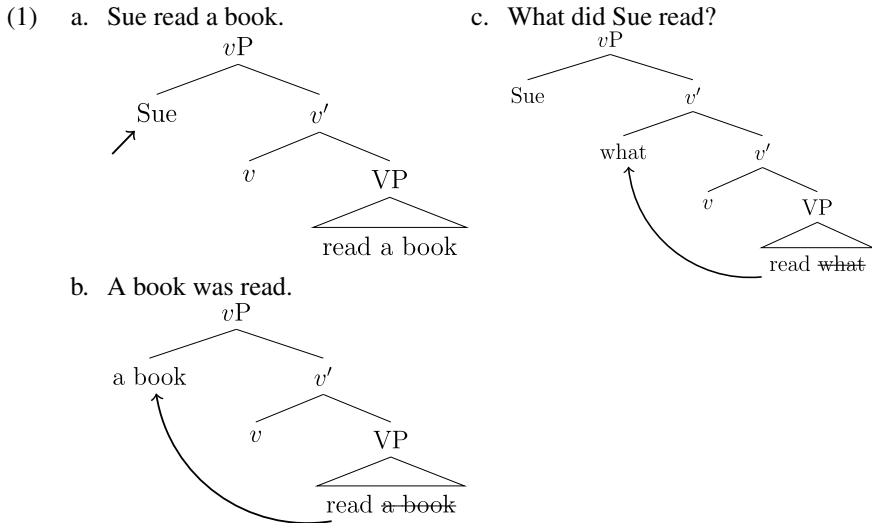 (1) a. Sue read a book.
vP
Sue
v′
v
VP
read a book
b. A book was read.
vP
a book
v′
v
VP
read a book
c. What did Sue read?
vP
Sue
v′
what
v′
v
VP
read what